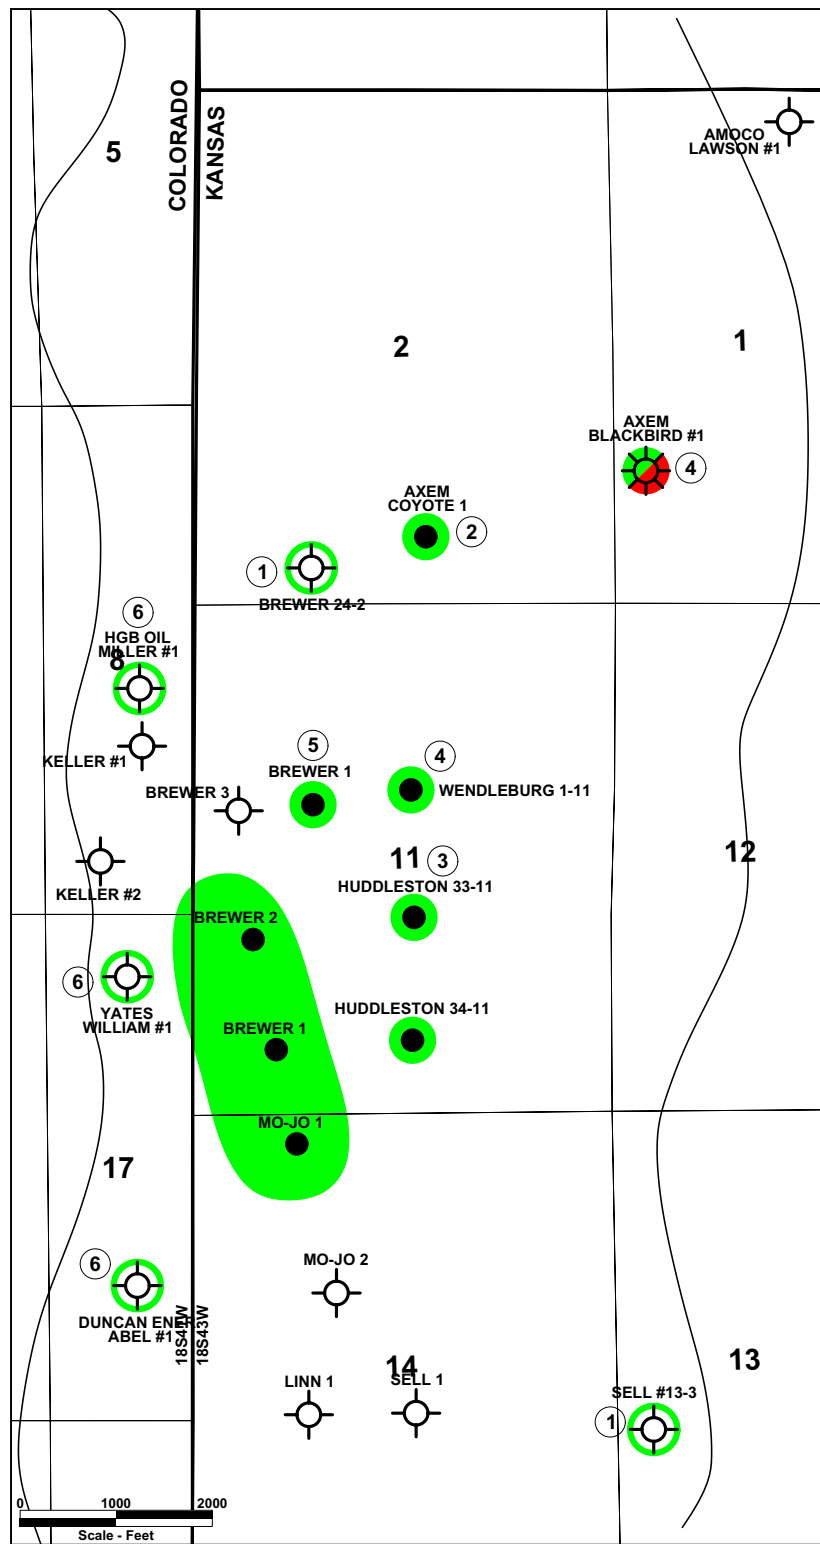 COLORADO
KANSAS
5
AMOCO
LAWSON #1
2
1
AXEM
BLACKBIRD #1
4
AXEM
COYOTE 1
2
1
BREWER 24-2
6
HGB OIL
MILLER #1
8
KELLER #1
5
BREWER 1
4
WENDLEBURG 1-11
BREWER 3
KELLER #2
11
3
12
HUDDLESTON 33-11
BREWER 2
6
YATES
WILLIAM #1
HUDDLESTON 34-11
BREWER 1
MO-JO 1
17
6
MO-JO 2
DUNCAN ENER
ABEL #1
18S43W
14
13
LINN 1
SELL 1
SELL #13-3
1
0 1000 2000
Scale - Feet